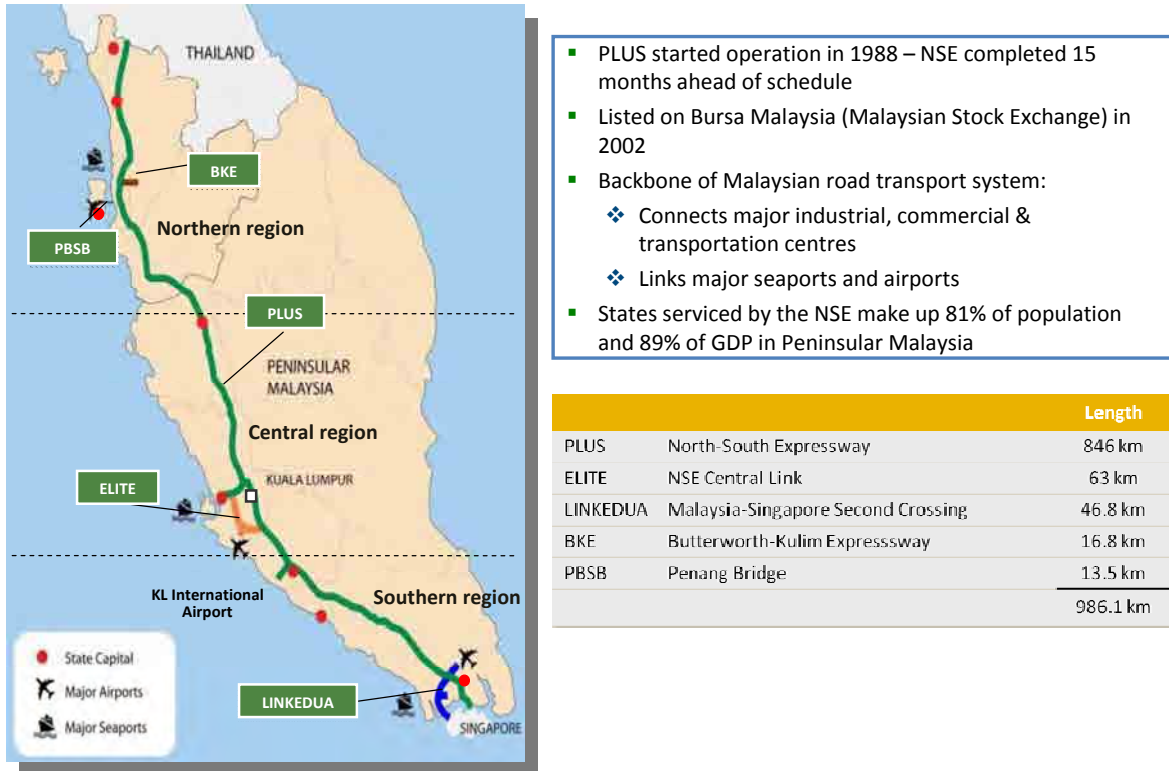 THAILAND
BKE
Northern region
PBSB
PLUS
PENINSULAR
MALAYSIA
Central region
KUALA LUMPUR
ELITE
KL International
Airport
Southern region
LINKEDUA
SINGAPORE
State Capital
Major Airports
Major Seaports
PLUS started operation in 1988 – NSE completed 15
months ahead of schedule
Listed on Bursa Malaysia (Malaysian Stock Exchange) in
2002
Backbone of Malaysian road transport system:
Connects major industrial, commercial &
transportation centres
Links major seaports and airports
States serviced by the NSE make up 81% of population
and 89% of GDP in Peninsular Malaysia
Length
PLUS North-South Expressway 846 km
ELITE NSE Central Link 63 km
LINKEDUA Malaysia-Singapore Second Crossing 46.8 km
BKE Butterworth-Kulim Expresssway 16.8 km
PBSB Penang Bridge 13.5 km
986.1 km